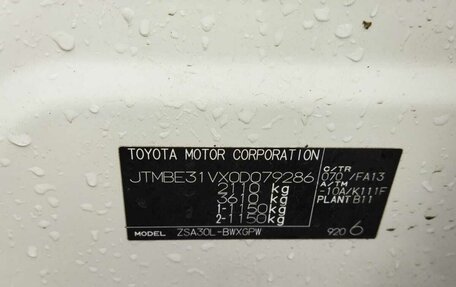 TOYOTA MOTOR CORPORATION
JTMBE31VX0D079286
2110 kg
3610 kg
1-1150 kg
2-1150 kg
C/TR 070 /FA13
A/TM -10A/K111F
PLANT B11
MODEL ZSA30L-BWXGPW
920 6